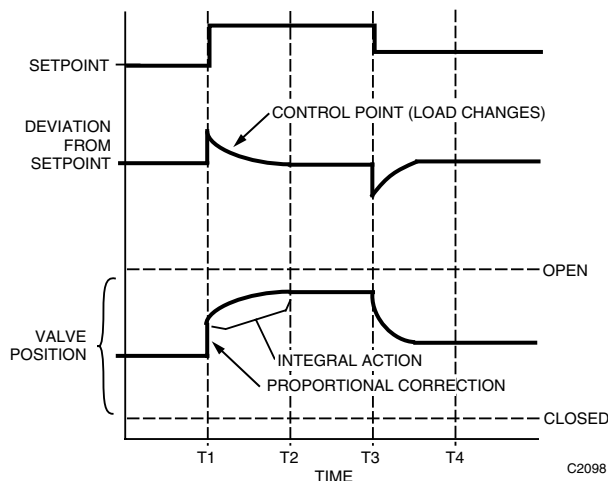 SETPOINT
CONTROL POINT (LOAD CHANGES)
DEVIATION
FROM
SETPOINT
OPEN
VALVE
POSITION
INTEGRAL ACTION
PROPORTIONAL CORRECTION
CLOSED
T1 T2 T3 T4
TIME
C2098